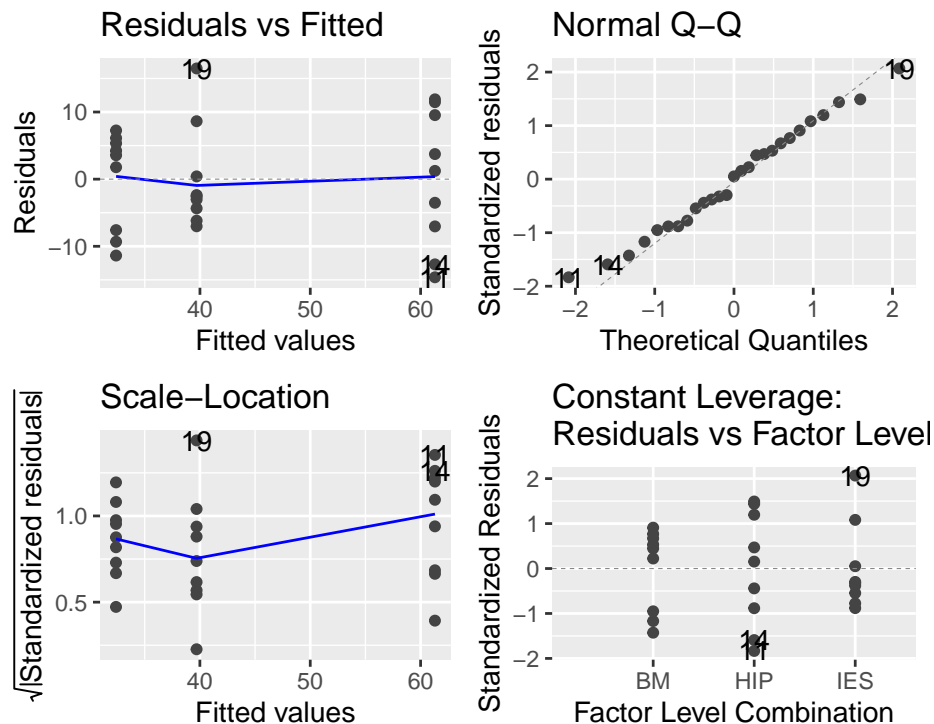 Residuals vs Fitted
Residuals
10
0
−10
19
14
11
40
50
60
Fitted values
Normal Q−Q
Standardized residuals
2
1
0
−1
−2
19
14
11
−2
−1
0
1
2
Theoretical Quantiles
Scale−Location
√|Standardized residuals|
1.0
0.5
19
11
14
40
50
60
Fitted values
Constant Leverage:
Residuals vs Factor Level
Standardized Residuals
2
1
0
−1
−2
19
14
11
BM
HIP
IES
Factor Level Combination